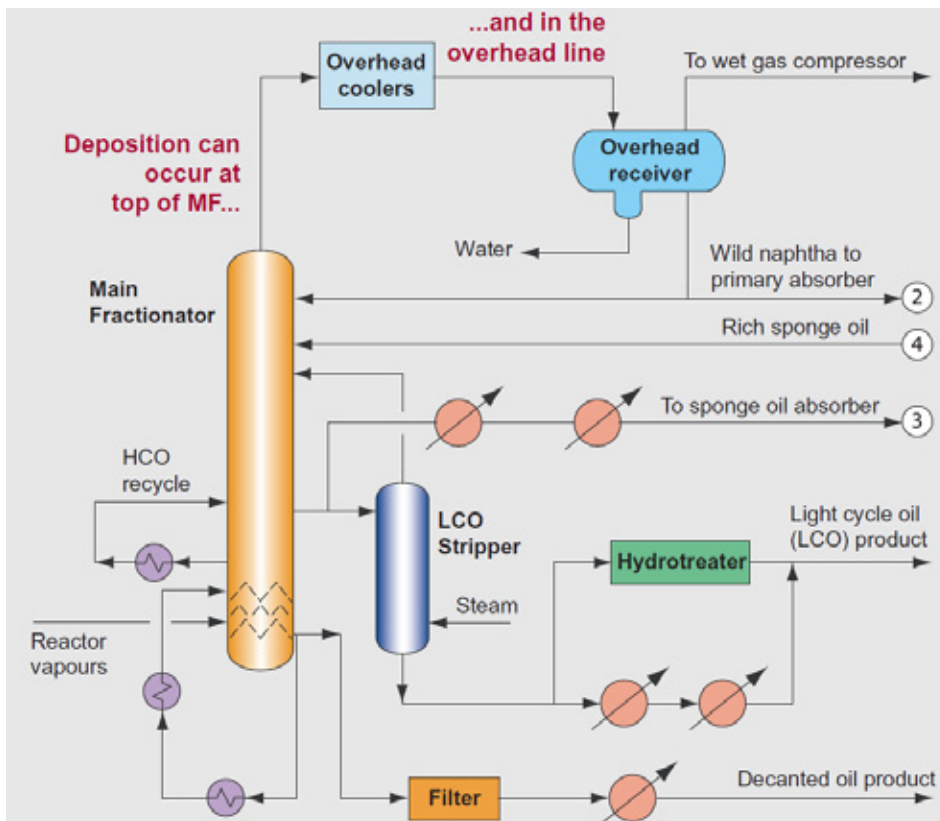 ...and in the
overhead line
Overhead
coolers
To wet gas compressor
Deposition can
occur at
top of MF...
Overhead
receiver
Water
Wild naphtha to
primary absorber
2
Main
Fractionator
Rich sponge oil
4
To sponge oil absorber
3
HCO
recycle
LCO
Stripper
Light cycle oil
(LCO) product
Hydrotreater
Steam
Reactor
vapours
Filter
Decanted oil product